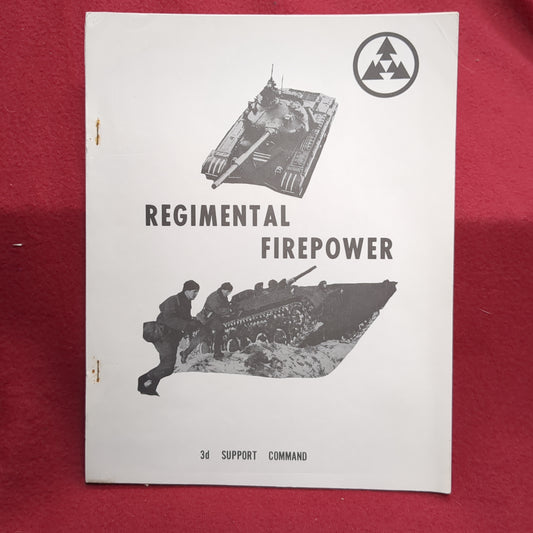 REGIMENTAL
FIREPOWER
3d SUPPORT COMMAND